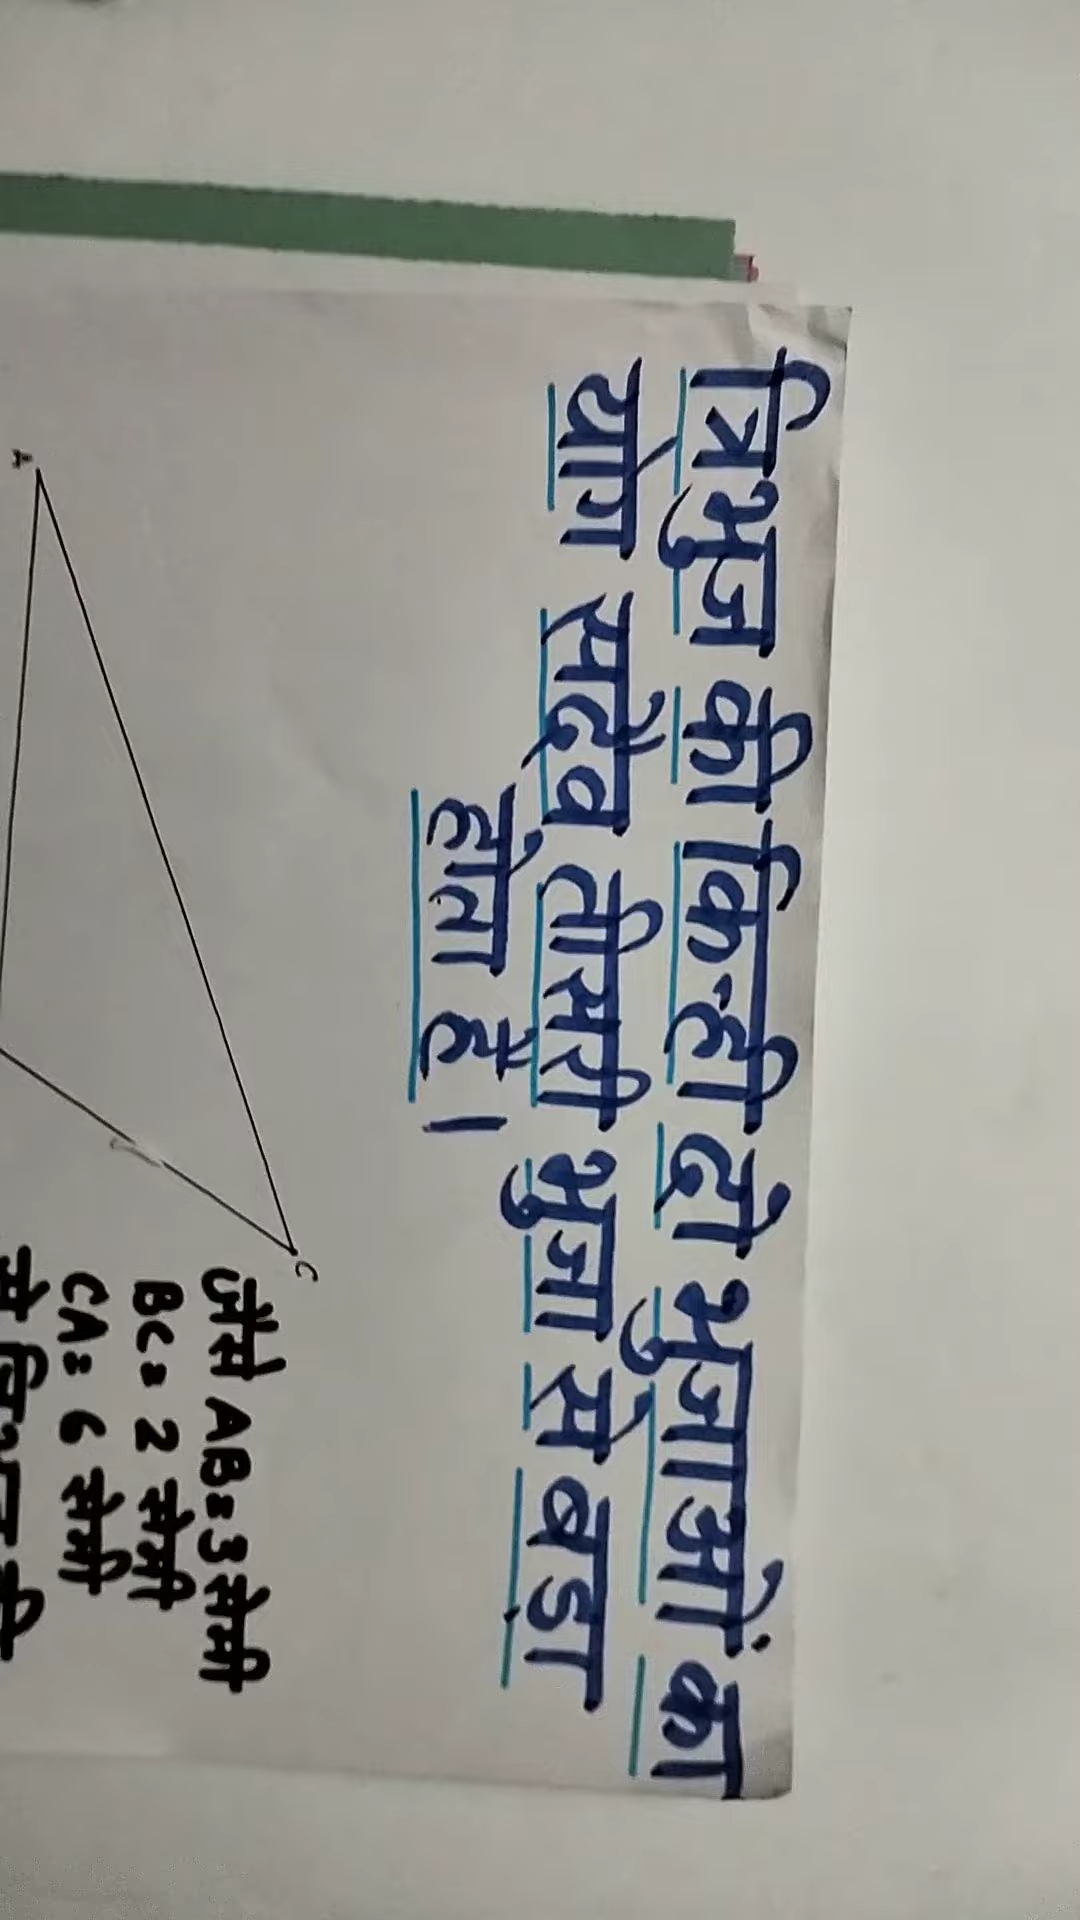 त्रिभुज की किन्ही दो भुजाओं का
योग सदैव तीसरी भुजा से बड़ा
होता है।
A
C
जैसे AB=3 सेमी
BC= 2 सेमी
CA= 6 सेमी